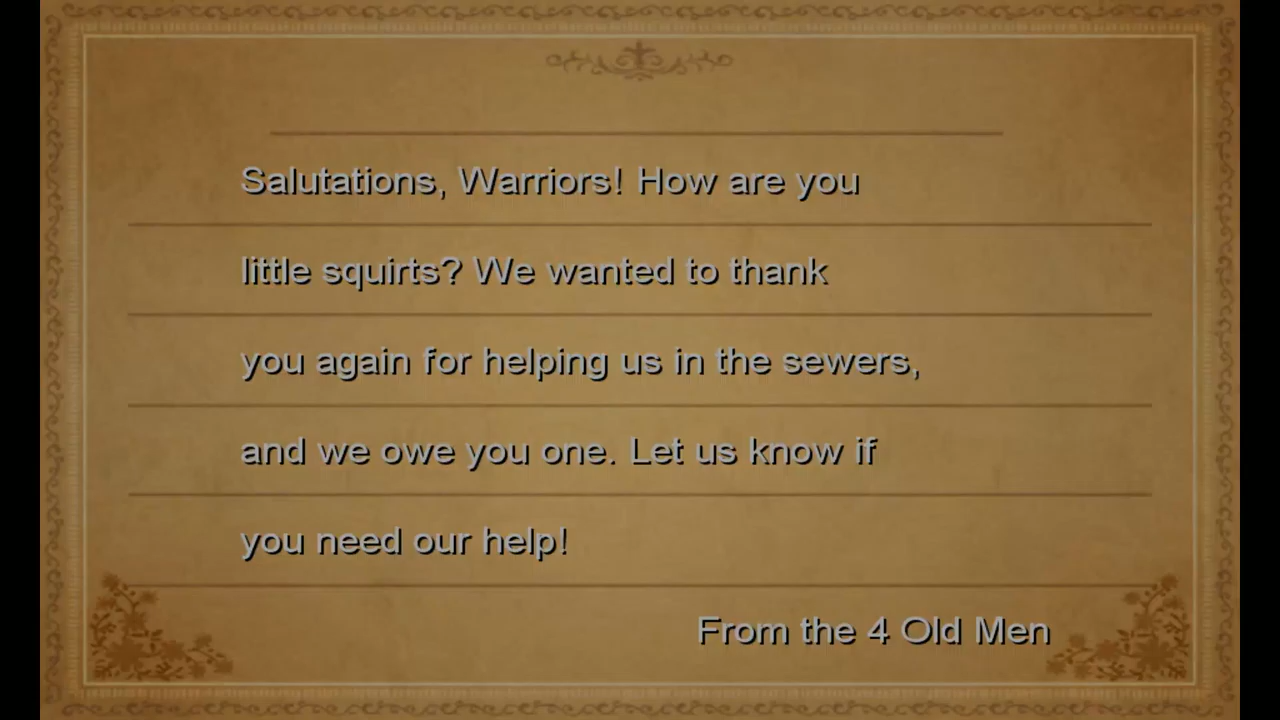 Salutations, Warriors! How are you
little squirts? We wanted to thank
you again for helping us in the sewers,
and we owe you one. Let us know if
you need our help!
From the 4 Old Men